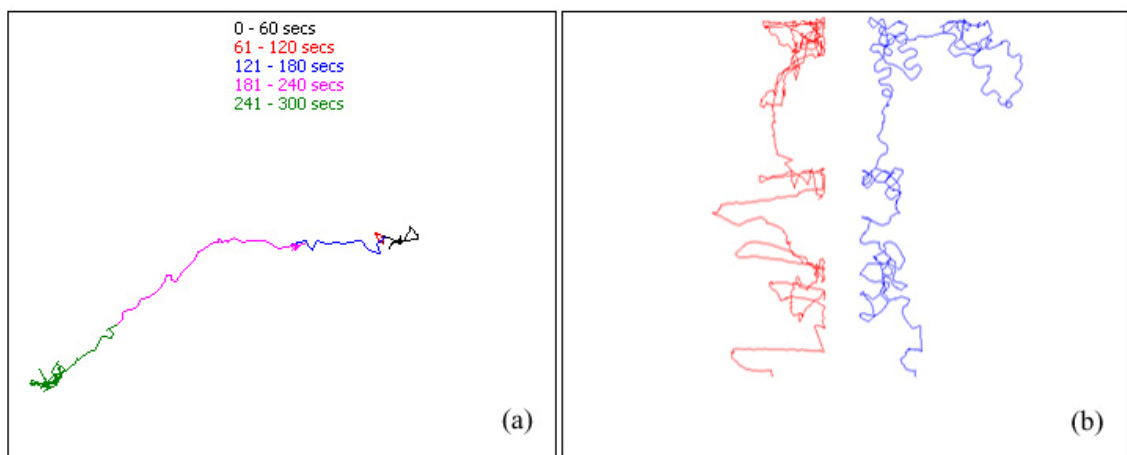 0 - 60 secs
61 - 120 secs
121 - 180 secs
181 - 240 secs
241 - 300 secs
(a)
(b)